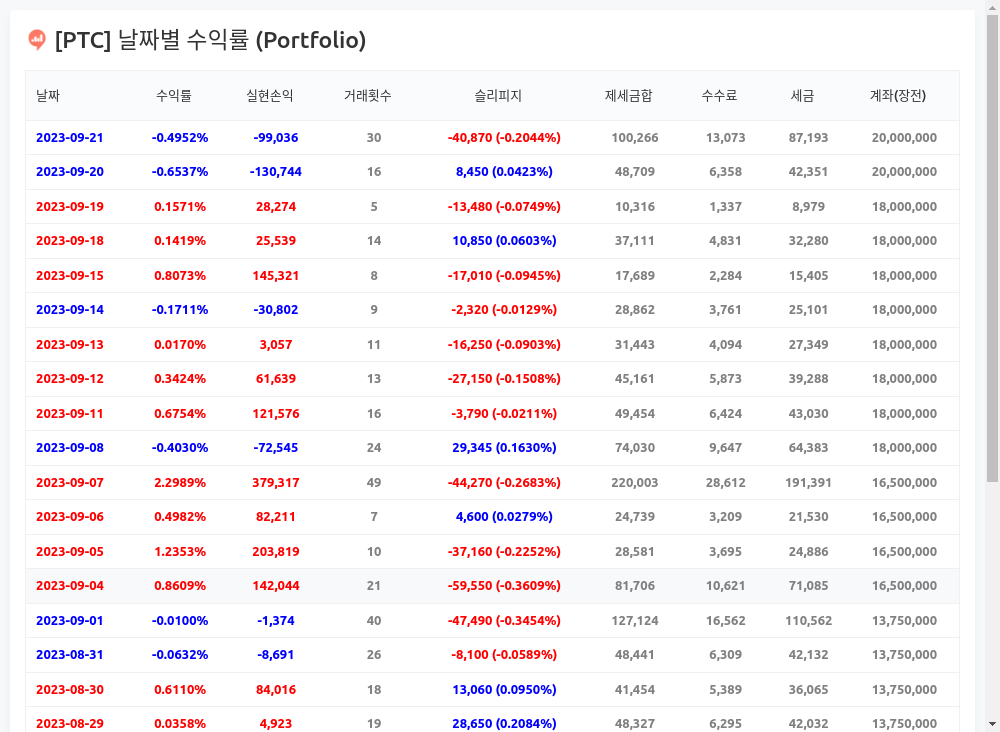 [PTC] 날짜별 수익률 (Portfolio)
날짜 수익률 실현손익 거래횟수 슬리피지 제세금합 수수료 세금 계좌(장전)
2023-09-21 -0.4952% -99,036 30 -40,870 (-0.2044%) 100,266 13,073 87,193 20,000,000
2023-09-20 -0.6537% -130,744 16 8,450 (0.0423%) 48,709 6,358 42,351 20,000,000
2023-09-19 0.1571% 28,274 5 -13,480 (-0.0749%) 10,316 1,337 8,979 18,000,000
2023-09-18 0.1419% 25,539 14 10,850 (0.0603%) 37,111 4,831 32,280 18,000,000
2023-09-15 0.8073% 145,321 8 -17,010 (-0.0945%) 17,689 2,284 15,405 18,000,000
2023-09-14 -0.1711% -30,802 9 -2,320 (-0.0129%) 28,862 3,761 25,101 18,000,000
2023-09-13 0.0170% 3,057 11 -16,250 (-0.0903%) 31,443 4,094 27,349 18,000,000
2023-09-12 0.3424% 61,639 13 -27,150 (-0.1508%) 45,161 5,873 39,288 18,000,000
2023-09-11 0.6754% 121,576 16 -3,790 (-0.0211%) 49,454 6,424 43,030 18,000,000
2023-09-08 -0.4030% -72,545 24 29,345 (0.1630%) 74,030 9,647 64,383 18,000,000
2023-09-07 2.2989% 379,317 49 -44,270 (-0.2683%) 220,003 28,612 191,391 16,500,000
2023-09-06 0.4982% 82,211 7 4,600 (0.0279%) 24,739 3,209 21,530 16,500,000
2023-09-05 1.2353% 203,819 10 -37,160 (-0.2252%) 28,581 3,695 24,886 16,500,000
2023-09-04 0.8609% 142,044 21 -59,550 (-0.3609%) 81,706 10,621 71,085 16,500,000
2023-09-01 -0.0100% -1,374 40 -47,490 (-0.3454%) 127,124 16,562 110,562 13,750,000
2023-08-31 -0.0632% -8,691 26 -8,100 (-0.0589%) 48,441 6,309 42,132 13,750,000
2023-08-30 0.6110% 84,016 18 13,060 (0.0950%) 41,454 5,389 36,065 13,750,000
2023-08-29 0.0358% 4,923 19 28,650 (0.2084%) 48,327 6,295 42,032 13,750,000